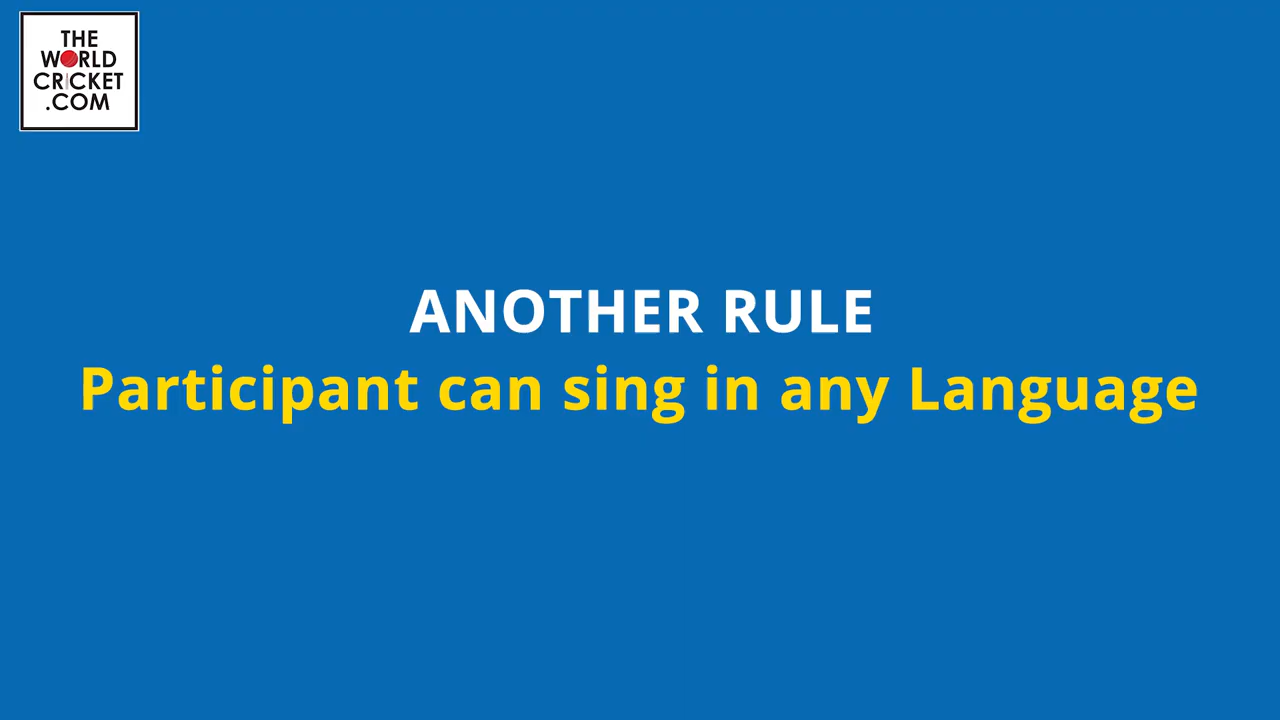 THE
WORLD
CRICKET
.COM
ANOTHER RULE
Participant can sing in any Language